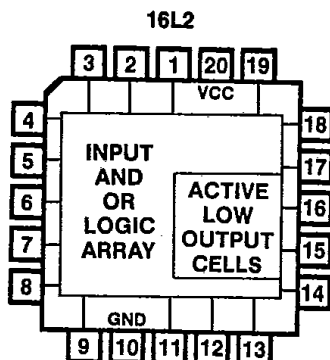 16L2
3 2 1 20 19
VCC
4
5
6
7
8
18
17
16
15
14
INPUT
AND
OR
LOGIC
ARRAY
ACTIVE
LOW
OUTPUT
CELLS
GND
9 10 11 12 13